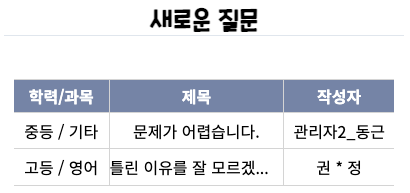 새로운 질문
학력/과목 제목 작성자
중등 / 기타 문제가 어렵습니다. 관리자2_동근
고등 / 영어 틀린 이유를 잘 모르겠... 권 * 정